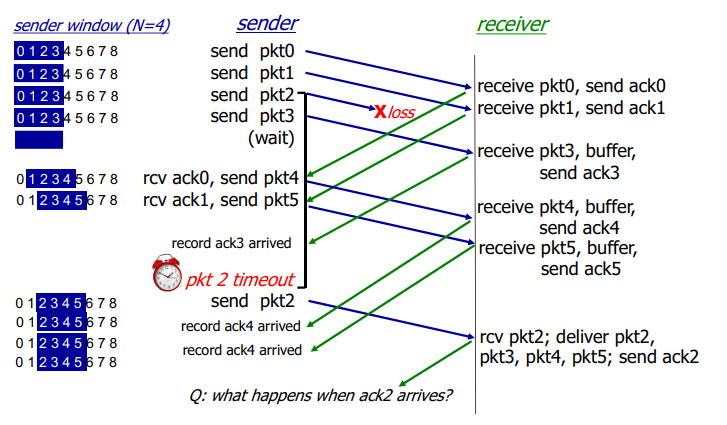 sender window (N=4) sender receiver
0 1 2 3 4 5 6 7 8 send pkt0
0 1 2 3 4 5 6 7 8 send pkt1
receive pkt0, send ack0
0 1 2 3 4 5 6 7 8 send pkt2
X loss
receive pkt1, send ack1
0 1 2 3 4 5 6 7 8 send pkt3
(wait)
receive pkt3, buffer,
send ack3
0 1 2 3 4 5 6 7 8 rcv ack0, send pkt4
0 1 2 3 4 5 6 7 8 rcv ack1, send pkt5
receive pkt4, buffer,
send ack4
record ack3 arrived
receive pkt5, buffer,
send ack5
pkt 2 timeout
0 1 2 3 4 5 6 7 8 send pkt2
0 1 2 3 4 5 6 7 8 record ack4 arrived
0 1 2 3 4 5 6 7 8 record ack4 arrived
0 1 2 3 4 5 6 7 8
rcv pkt2; deliver pkt2,
pkt3, pkt4, pkt5; send ack2
Q: what happens when ack2 arrives?